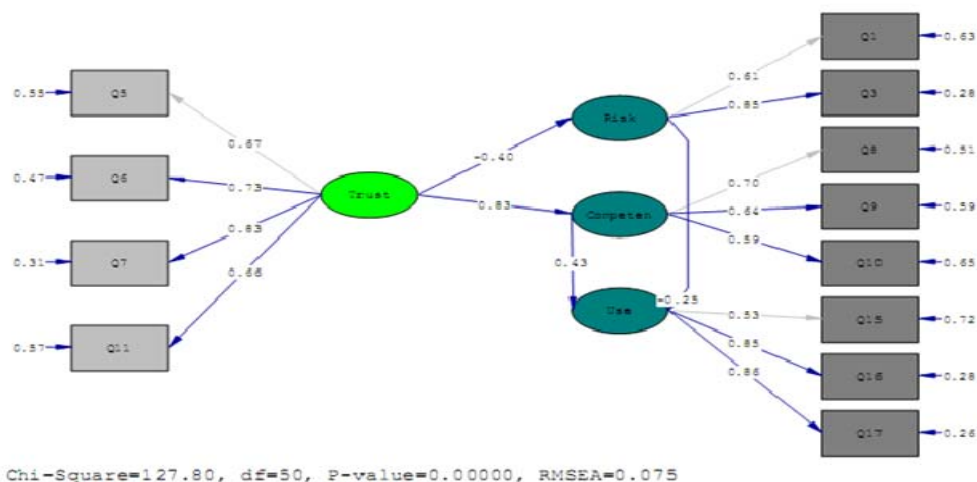 Q1
0.63
0.61
0.55
Q5
Risk
0.85
Q3
0.28
0.67
-0.40
Q8
0.51
0.47
Q6
0.73
Trust
0.70
0.83
Competen
0.64
Q9
0.59
0.83
0.59
0.31
Q7
0.43
Q10
0.65
0.66
-0.25
Use
0.53
Q15
0.72
0.57
Q11
0.85
0.86
Q16
0.28
Q17
0.26
Chi-Square=127.80, df=50, P-value=0.00000, RMSEA=0.075